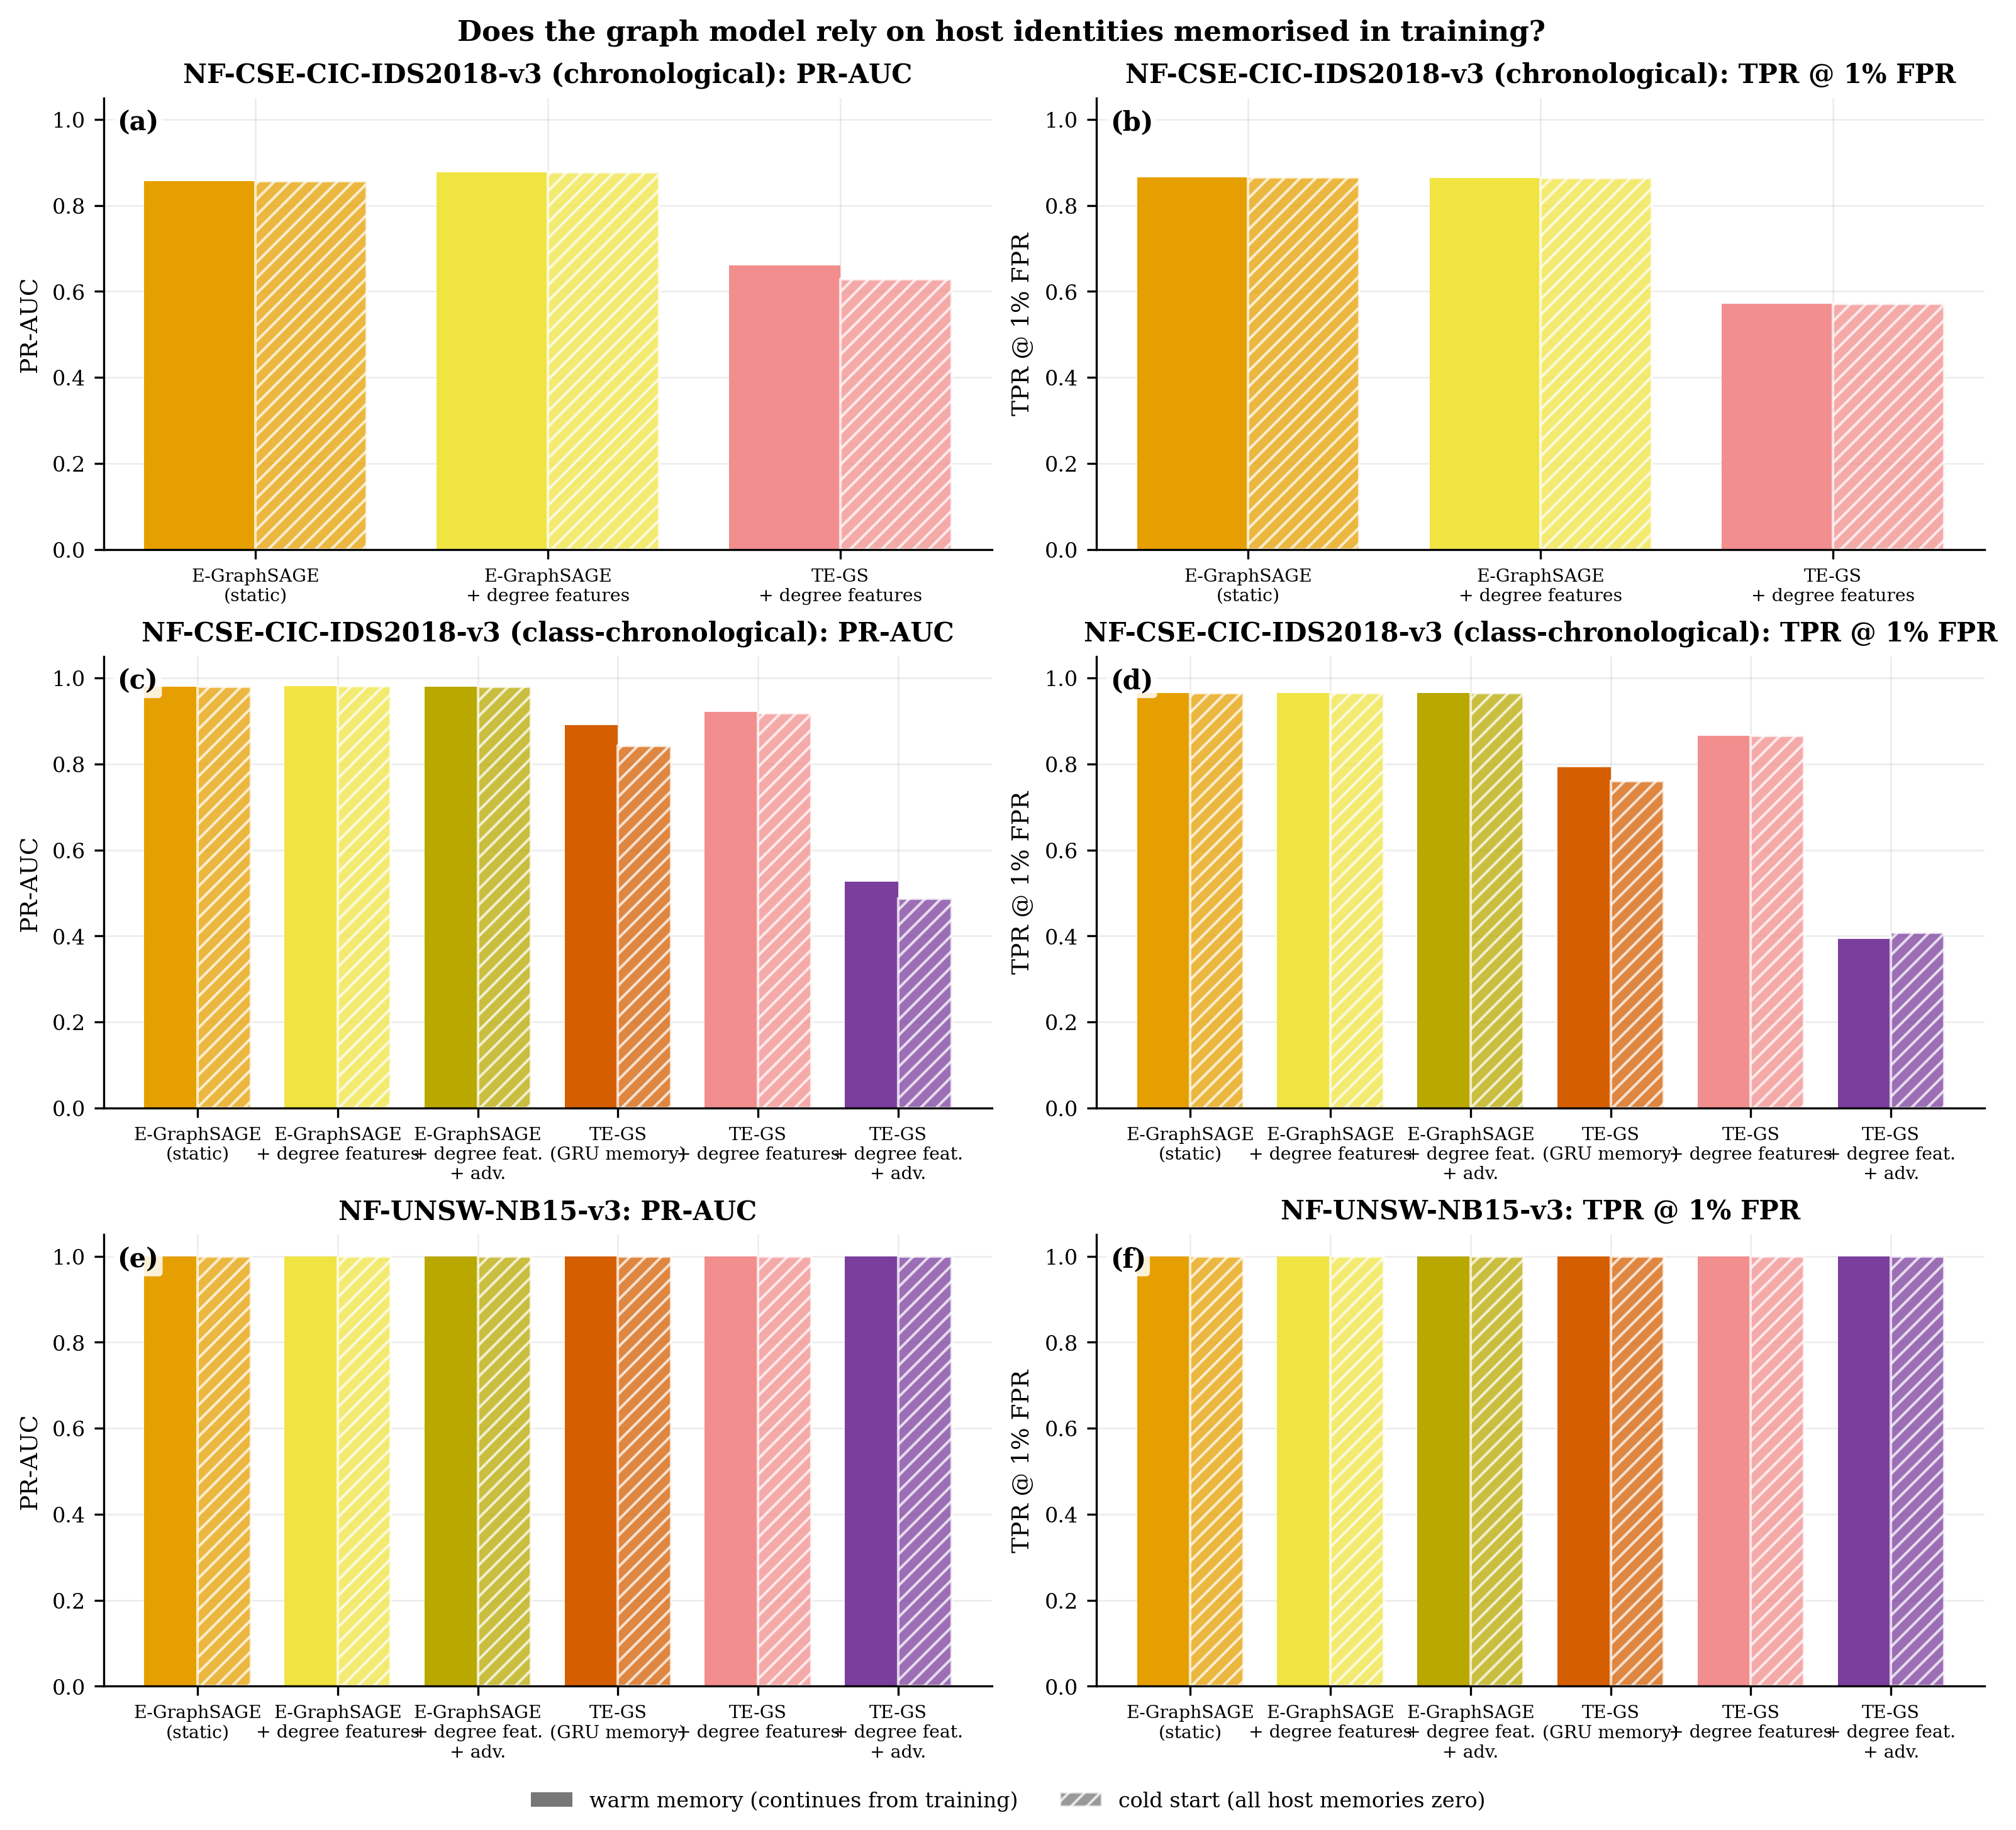 Does the graph model rely on host identities memorised in training?
NF-CSE-CIC-IDS2018-v3 (chronological): PR-AUC
(a)
PR-AUC
1.0
0.8
0.6
0.4
0.2
0.0
E-GraphSAGE
(static)
E-GraphSAGE
+ degree features
TE-GS
+ degree features
NF-CSE-CIC-IDS2018-v3 (chronological): TPR @ 1% FPR
(b)
TPR @ 1% FPR
1.0
0.8
0.6
0.4
0.2
0.0
E-GraphSAGE
(static)
E-GraphSAGE
+ degree features
TE-GS
+ degree features
NF-CSE-CIC-IDS2018-v3 (class-chronological): PR-AUC
(c)
PR-AUC
1.0
0.8
0.6
0.4
0.2
0.0
E-GraphSAGE
(static)
E-GraphSAGE
+ degree features
E-GraphSAGE
+ degree feat.
+ adv.
TE-GS
(GRU memory)
TE-GS
+ degree features
TE-GS
+ degree feat.
+ adv.
NF-CSE-CIC-IDS2018-v3 (class-chronological): TPR @ 1% FPR
(d)
TPR @ 1% FPR
1.0
0.8
0.6
0.4
0.2
0.0
E-GraphSAGE
(static)
E-GraphSAGE
+ degree features
E-GraphSAGE
+ degree feat.
+ adv.
TE-GS
(GRU memory)
TE-GS
+ degree features
TE-GS
+ degree feat.
+ adv.
NF-UNSW-NB15-v3: PR-AUC
(e)
PR-AUC
1.0
0.8
0.6
0.4
0.2
0.0
E-GraphSAGE
(static)
E-GraphSAGE
+ degree features
E-GraphSAGE
+ degree feat.
+ adv.
TE-GS
(GRU memory)
TE-GS
+ degree features
TE-GS
+ degree feat.
+ adv.
NF-UNSW-NB15-v3: TPR @ 1% FPR
(f)
TPR @ 1% FPR
1.0
0.8
0.6
0.4
0.2
0.0
E-GraphSAGE
(static)
E-GraphSAGE
+ degree features
E-GraphSAGE
+ degree feat.
+ adv.
TE-GS
(GRU memory)
TE-GS
+ degree features
TE-GS
+ degree feat.
+ adv.
warm memory (continues from training)
cold start (all host memories zero)